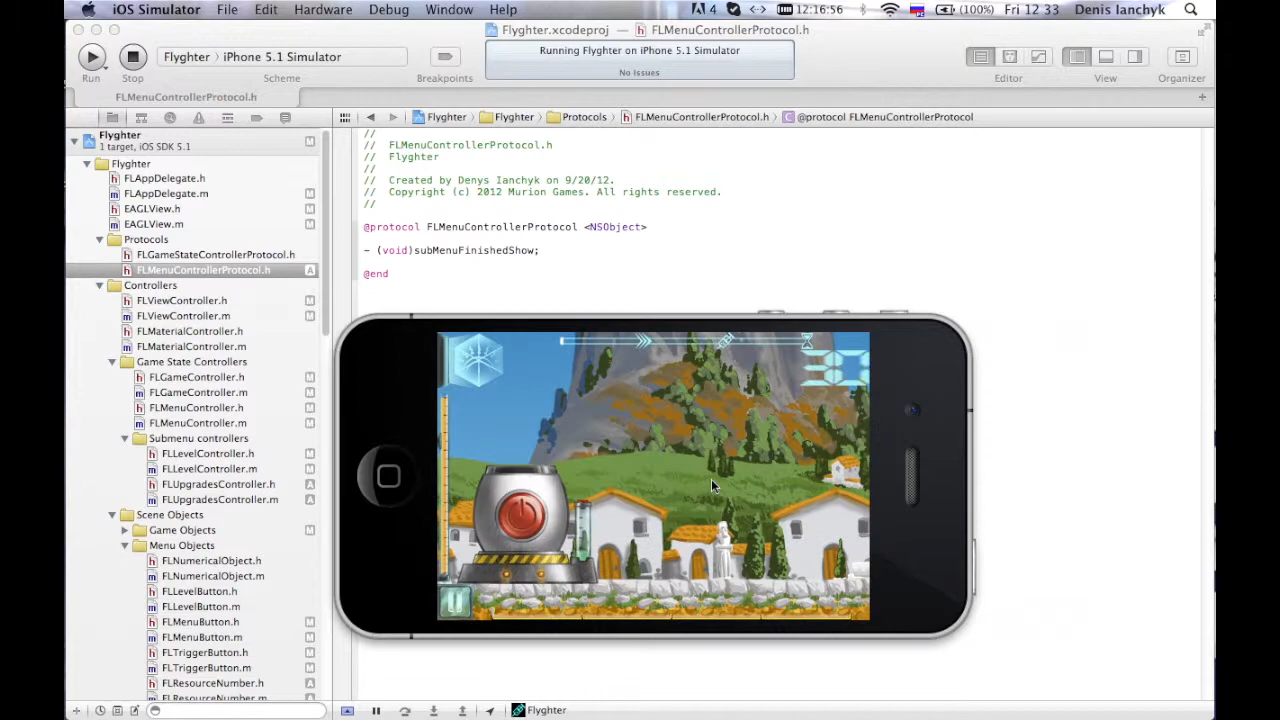 iOS Simulator File Edit Hardware Debug Window Help 4 12:16:56 (100%) Fri 12 33 Denis Ianchyk
Flyghter.xcodeproj — FLMenuControllerProtocol.h
Flyghter › iPhone 5.1 Simulator
Running Flyghter on iPhone 5.1 Simulator
No Issues
Run Stop Scheme Breakpoints Editor View Organizer
FLMenuControllerProtocol.h
Flyghter › Flyghter › Protocols › FLMenuControllerProtocol.h › @protocol FLMenuControllerProtocol
Flyghter M
1 target, iOS SDK 5.1
Flyghter
FLAppDelegate.h
FLAppDelegate.m M
EAGLView.h M
EAGLView.m M
Protocols
FLGameStateControllerProtocol.h
FLMenuControllerProtocol.h A
Controllers
FLViewController.h M
FLViewController.m M
FLMaterialController.h M
FLMaterialController.m M
Game State Controllers
FLGameController.h M
FLGameController.m M
FLMenuController.h M
FLMenuController.m M
Submenu controllers
FLLevelController.h M
FLLevelController.m M
FLUpgradesController.h A
FLUpgradesController.m A
Scene Objects
Game Objects M
Menu Objects
FLNumericalObject.h
FLNumericalObject.m
FLLevelButton.h
FLLevelButton.m
FLMenuButton.h M
FLMenuButton.m M
FLTriggerButton.h M
FLTriggerButton.m M
FLResourceNumber.h A
FLResourceNumber.m A
//
// FLMenuControllerProtocol.h
// Flyghter
//
// Created by Denys Ianchyk on 9/20/12.
// Copyright (c) 2012 Murion Games. All rights reserved.
//
@protocol FLMenuControllerProtocol <NSObject>
- (void)subMenuFinishedShow;
@end
Flyghter